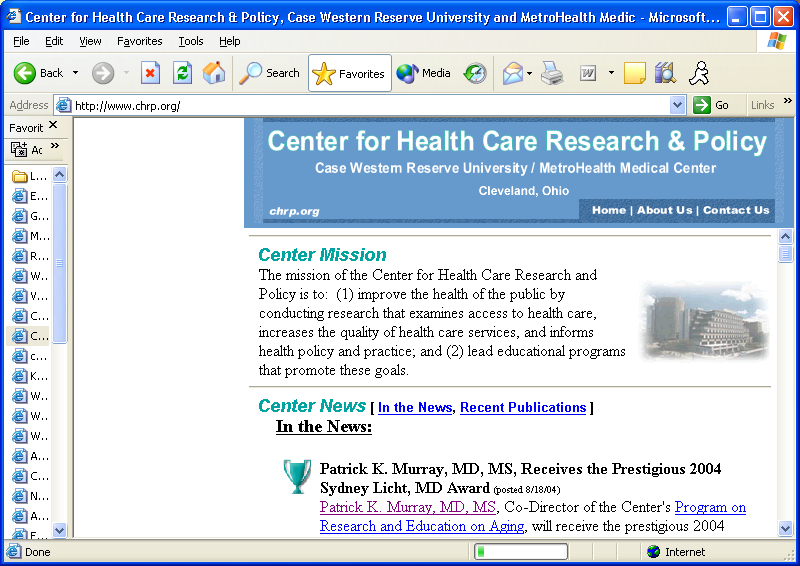 Center for Health Care Research & Policy, Case Western Reserve University and MetroHealth Medic - Microsoft...
File Edit View Favorites Tools Help
Back Search Favorites Media
Address http://www.chrp.org/ Go Links »
Favorit ×
Ac »
L...
E...
G...
M...
R...
W...
V...
C...
C...
c...
K...
W...
W...
W...
A...
C...
N...
A...
E...
Center for Health Care Research & Policy
Case Western Reserve University / MetroHealth Medical Center
Cleveland, Ohio
chrp.org Home | About Us | Contact Us
Center Mission
The mission of the Center for Health Care Research and
Policy is to: (1) improve the health of the public by
conducting research that examines access to health care,
increases the quality of health care services, and informs
health policy and practice; and (2) lead educational programs
that promote these goals.
Center News [ In the News, Recent Publications ]
In the News:
Patrick K. Murray, MD, MS, Receives the Prestigious 2004
Sydney Licht, MD Award (posted 8/18/04)
Patrick K. Murray, MD, MS, Co-Director of the Center's Program on
Research and Education on Aging, will receive the prestigious 2004
Done Internet